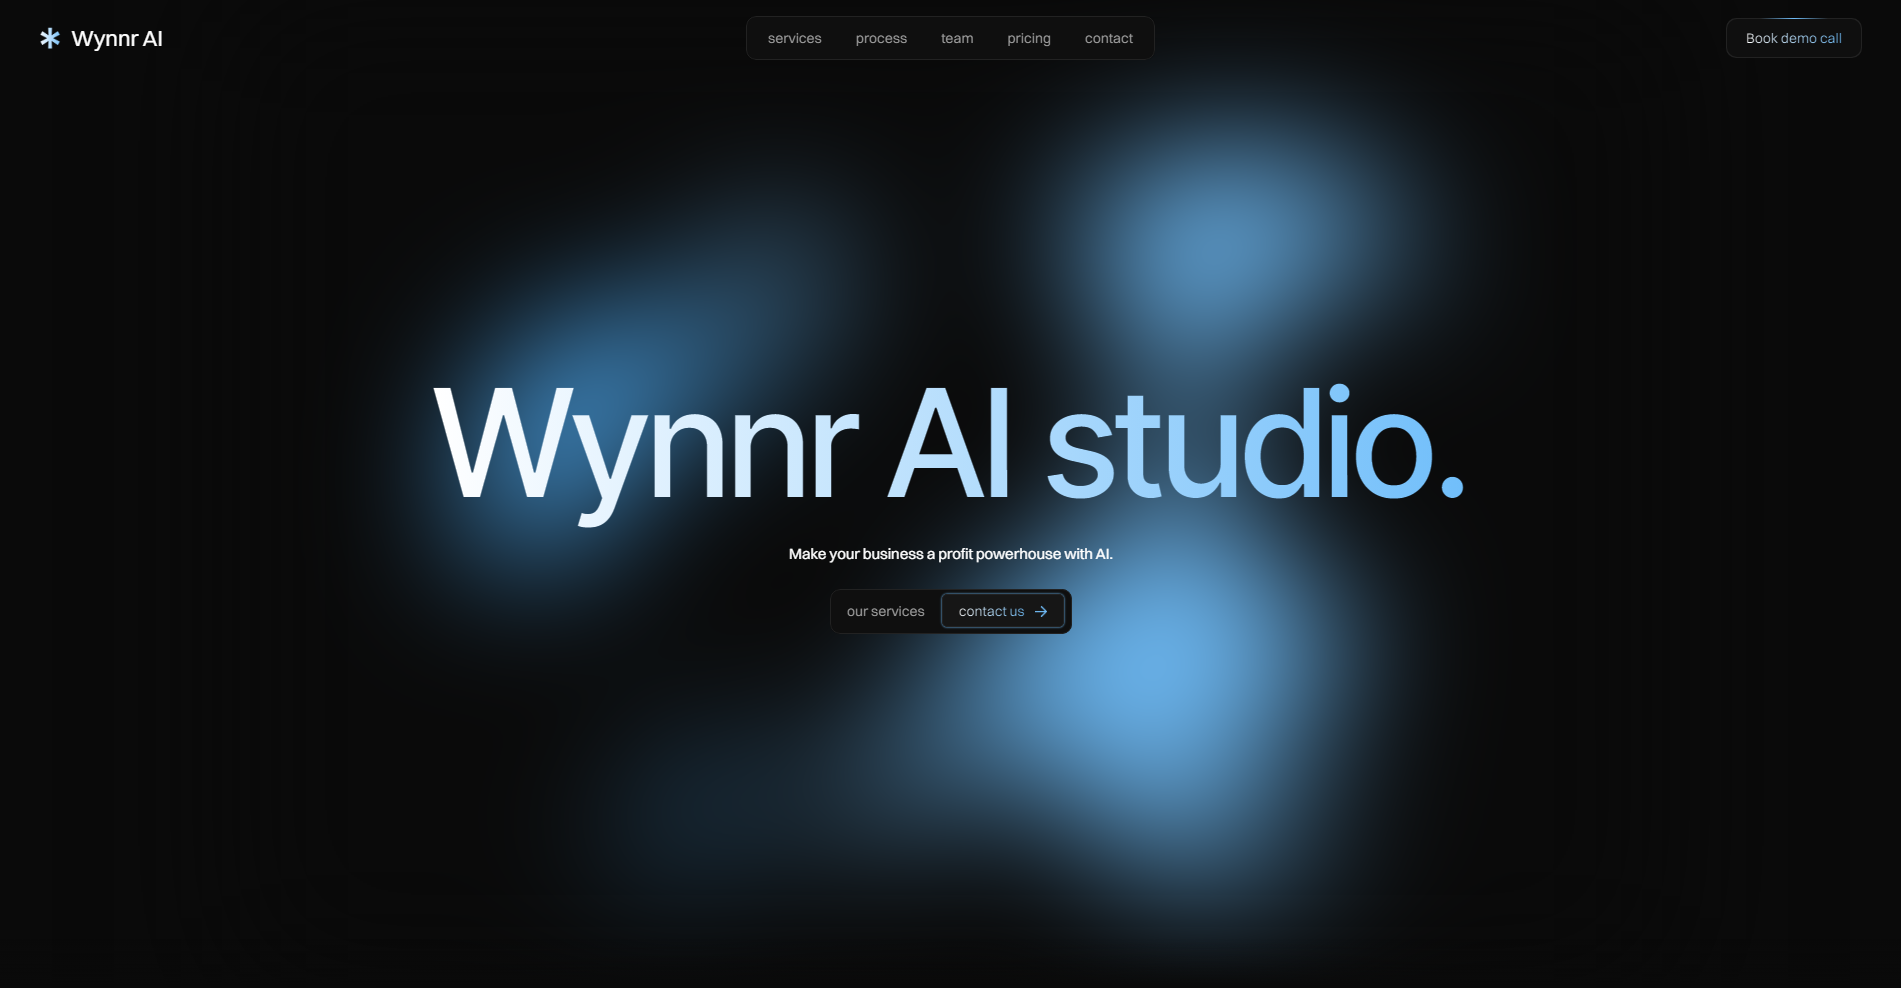 Wynnr AI
services process team pricing contact
Book demo call
Wynnr AI studio.
Make your business a profit powerhouse with AI.
our services contact us